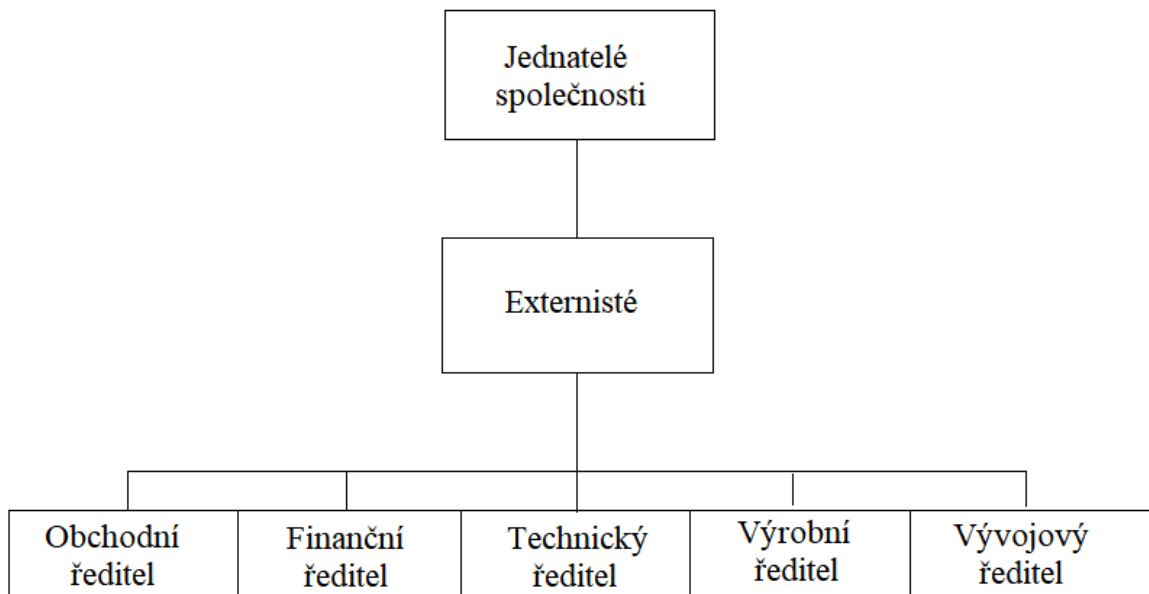 Jednatelé
společnosti
Externisté
Obchodní
ředitel
Finanční
ředitel
Technický
ředitel
Výrobní
ředitel
Vývojový
ředitel